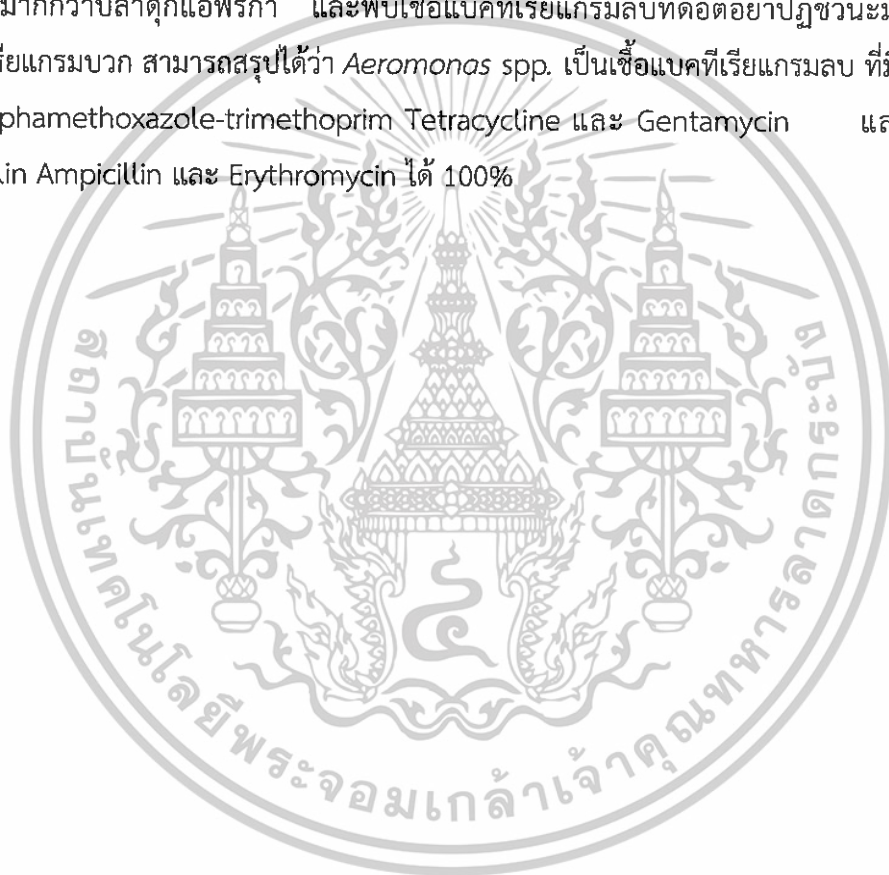 มากกว่าปลาดุกแอฟริกา และพบเชื้อแบคทีเรียแกรมลบที่ดื้อต่อยาปฏิชีวนะม
รียแกรมบวก สามารถสรุปได้ว่า Aeromonas spp. เป็นเชื้อแบคทีเรียแกรมลบ ที่มี
phamethoxazole-trimethoprim Tetracycline และ Gentamycin แล
lin Ampicillin และ Erythromycin ได้ 100%
สถาบันเทคโนโลยีพระจอมเกล้าเจ้าคุณทหารลาดกระบัง